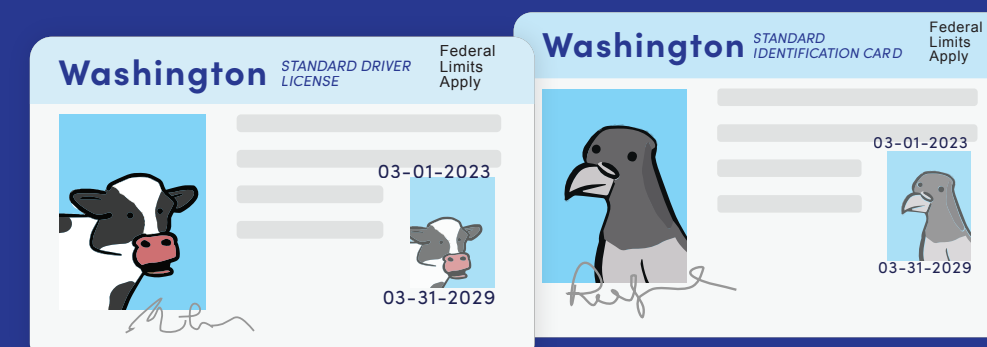 Washington
STANDARD DRIVER
LICENSE
Federal
Limits
Apply
03-01-2023
03-31-2029
Washington
STANDARD
IDENTIFICATION CARD
Federal
Limits
Apply
03-01-2023
03-31-2029